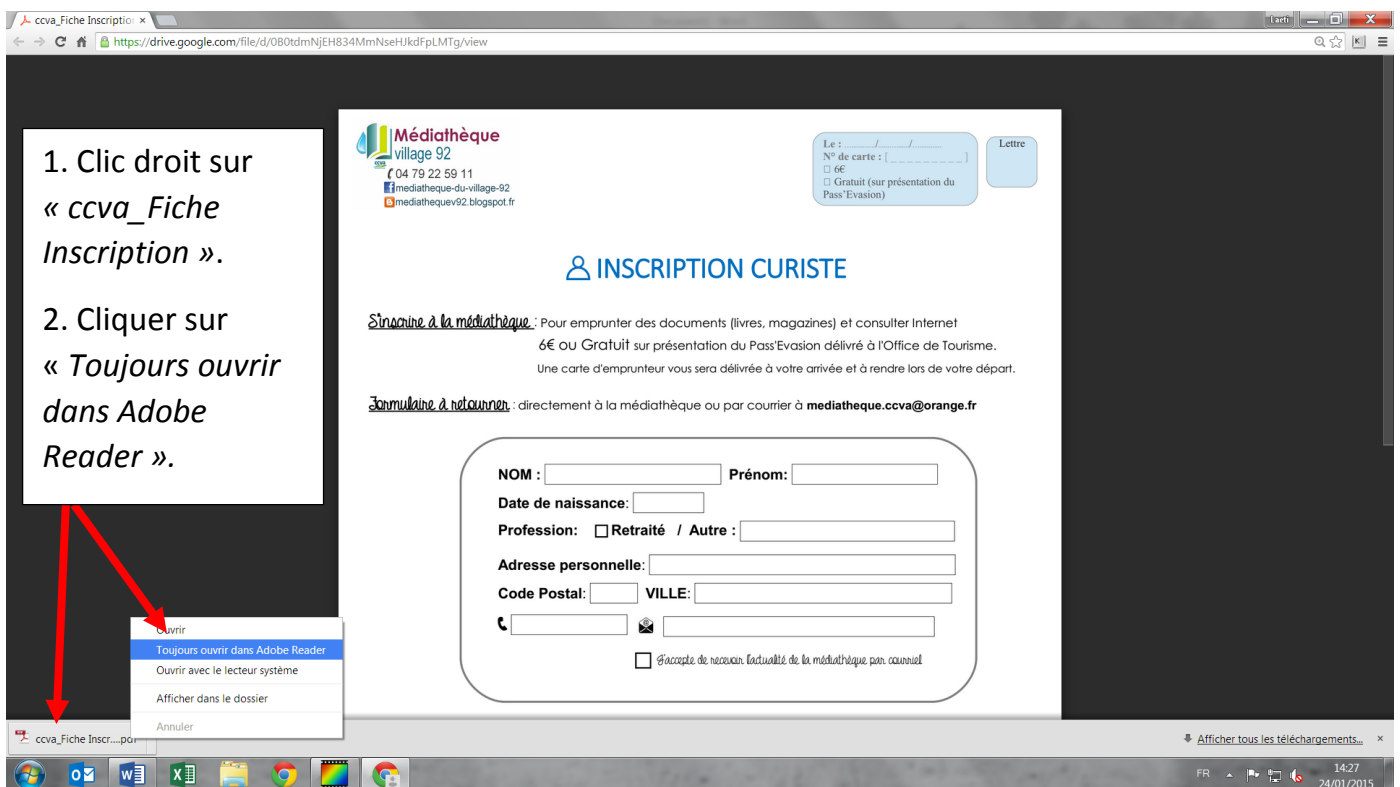 ccva_Fiche Inscriptio
Laeti
https://drive.google.com/file/d/0B0tdmNjEH834MmNseHJkdFpLMTg/view
1. Clic droit sur
« ccva_Fiche
Inscription ».
2. Cliquer sur
« Toujours ouvrir
dans Adobe
Reader ».
Médiathèque
village 92
ccva
04 79 22 59 11
mediatheque-du-village-92
mediathequev92.blogspot.fr
Le : ......../......../........
N° de carte : [ _ _ _ _ _ _ _ _ _ ]
□ 6€
□ Gratuit (sur présentation du
Pass'Evasion)
Lettre
INSCRIPTION CURISTE
S'inscrire à la médiathèque : Pour emprunter des documents (livres, magazines) et consulter Internet
6€ ou Gratuit sur présentation du Pass'Evasion délivré à l'Office de Tourisme.
Une carte d'emprunteur vous sera délivrée à votre arrivée et à rendre lors de votre départ.
Formulaire à retourner : directement à la médiathèque ou par courrier à mediatheque.ccva@orange.fr
NOM : Prénom:
Date de naissance:
Profession: □ Retraité / Autre :
Adresse personnelle:
Code Postal: VILLE:
J'accepte de recevoir l'actualité de la médiathèque par courriel
Ouvrir
Toujours ouvrir dans Adobe Reader
Ouvrir avec le lecteur système
Afficher dans le dossier
Annuler
ccva_Fiche Inscr....pdf
Afficher tous les téléchargements...
FR
14:27
24/01/2015